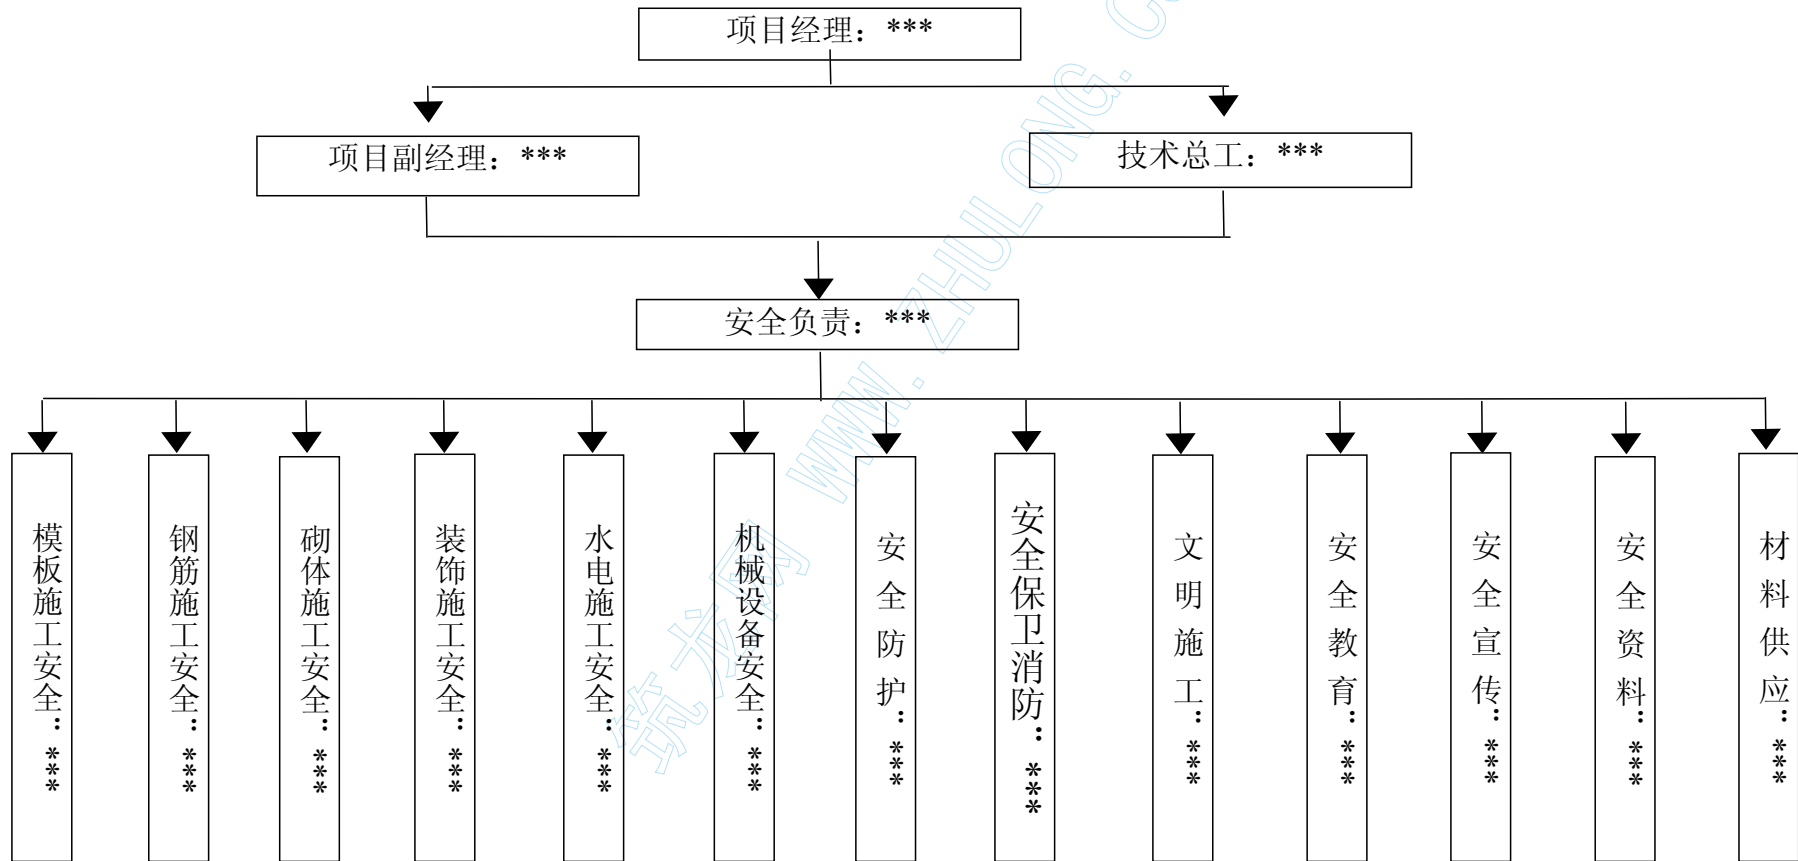 项目经理：***
项目副经理：***
技术总工：***
安全负责：***
模板施工安全：***
钢筋施工安全：***
砌体施工安全：***
装饰施工安全：***
水电施工安全：***
机械设备安全：***
安全防护：***
安全保卫消防：***
文明施工：***
安全教育：***
安全宣传：***
安全资料：***
材料供应：***
筑龙网 WWW.ZHULONG.CO